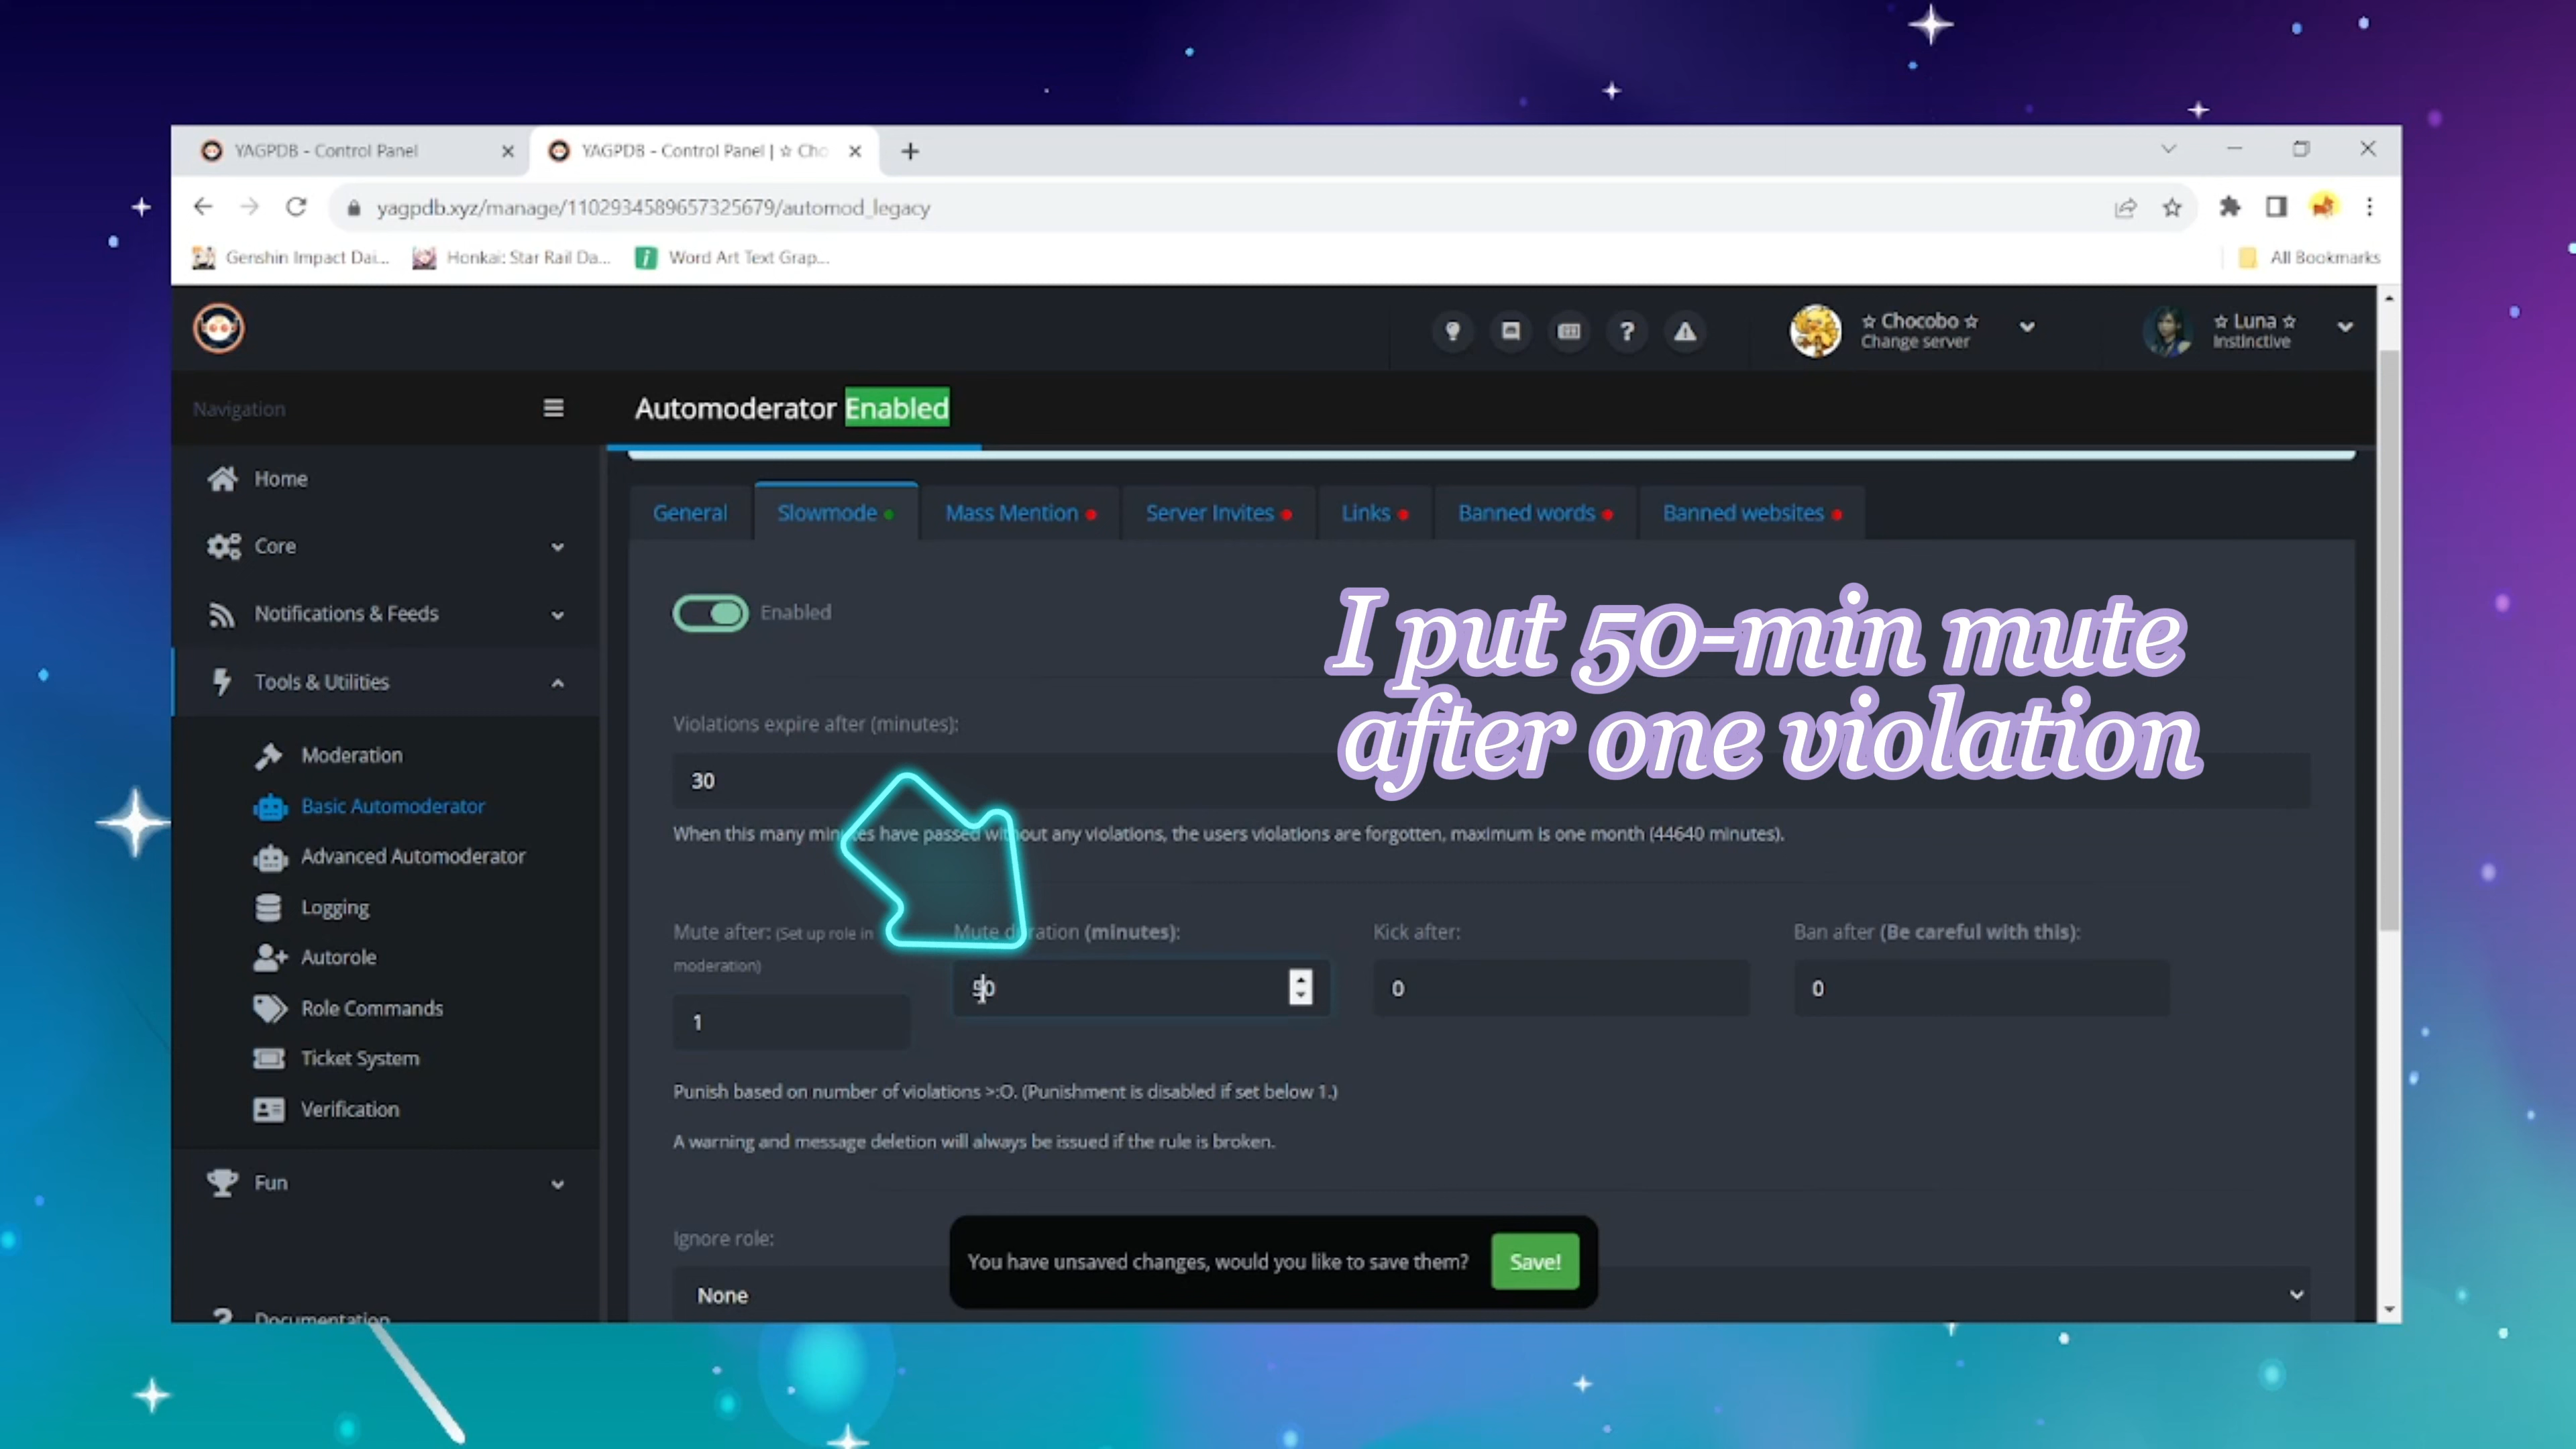 YAGPDB - Control Panel
YAGPDB - Control Panel | ☆ Cho
yagpdb.xyz/manage/1102934589657325679/automod_legacy
Genshin Impact Dai...
Honkai: Star Rail Da...
Word Art Text Grap...
All Bookmarks
☆ Chocobo ☆
Change server
☆ Luna ☆
Instinctive
Navigation
Automoderator Enabled
Home
Core
Notifications & Feeds
Tools & Utilities
Moderation
Basic Automoderator
Advanced Automoderator
Logging
Autorole
Role Commands
Ticket System
Verification
Fun
Documentation
General
Slowmode
Mass Mention
Server Invites
Links
Banned words
Banned websites
Enabled
I put 50-min mute
after one violation
Violations expire after (minutes):
30
When this many minutes have passed without any violations, the users violations are forgotten, maximum is one month (44640 minutes).
Mute after: (Set up role in
moderation)
1
Mute duration (minutes):
50
Kick after:
0
Ban after (Be careful with this):
0
Punish based on number of violations >:O. (Punishment is disabled if set below 1.)
A warning and message deletion will always be issued if the rule is broken.
Ignore role:
None
You have unsaved changes, would you like to save them?
Save!